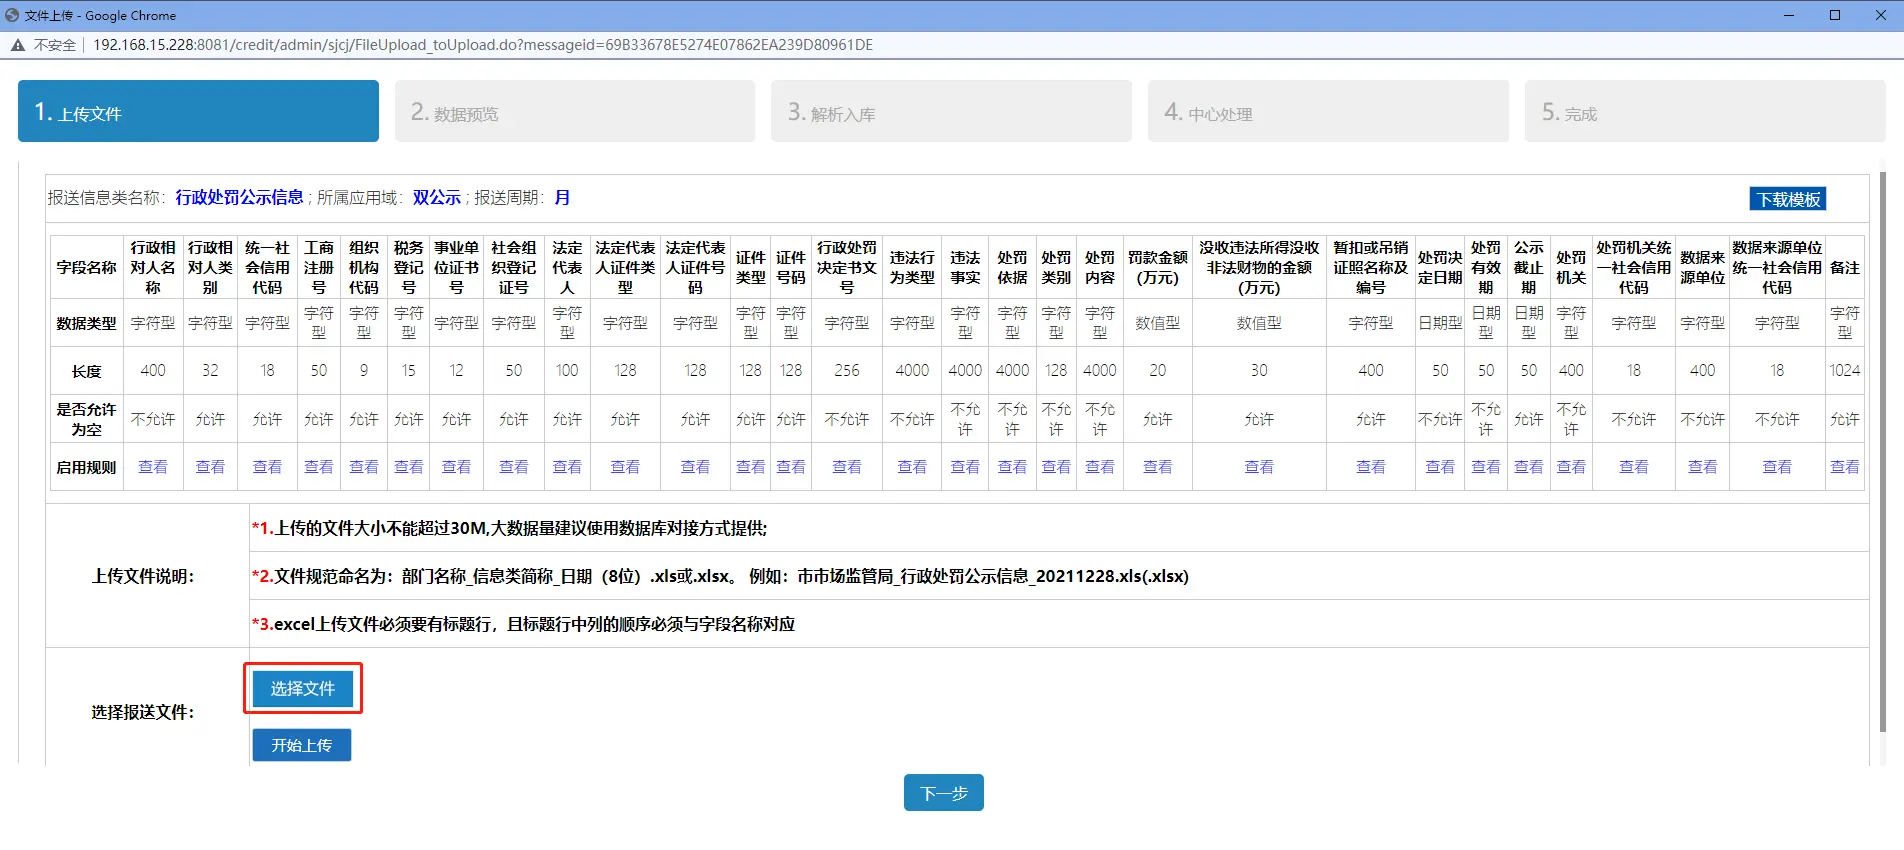 文件上传 - Google Chrome
不安全 | 192.168.15.228:8081/credit/admin/sjcj/FileUpload_toUpload.do?messageid=69B33678E5274E07862EA239D80961DE
1. 上传文件 2. 数据预览 3. 解析入库 4. 中心处理 5. 完成
报送信息类名称：行政处罚公示信息；所属应用域：双公示；报送周期：月 下载模板
字段名称 行政相对人名称 行政相对人类别 统一社会信用代码 工商注册号 组织机构代码 税务登记号 事业单位证书号 社会组织登记证号 法定代表人 法定代表人证件类型 法定代表人证件号码 证件类型 证件号码 行政处罚决定书文号 违法行为类型 违法事实 处罚依据 处罚类别 处罚内容 罚款金额(万元) 没收违法所得没收非法财物的金额(万元) 暂扣或吊销证照名称及编号 处罚决定日期 处罚有效期 公示截止期 处罚机关 处罚机关统一社会信用代码 数据来源单位 数据来源单位统一社会信用代码 备注
数据类型 字符型 字符型 字符型 字符型 字符型 字符型 字符型 字符型 字符型 字符型 字符型 字符型 字符型 字符型 字符型 字符型 字符型 字符型 字符型 数值型 数值型 字符型 日期型 日期型 日期型 字符型 字符型 字符型 字符型 字符型
长度 400 32 18 50 9 15 12 50 100 128 128 128 128 256 4000 4000 4000 128 4000 20 30 400 50 50 50 400 18 400 18 1024
是否允许为空 不允许 允许 允许 允许 允许 允许 允许 允许 允许 允许 允许 允许 允许 不允许 不允许 不允许 不允许 不允许 不允许 允许 允许 允许 不允许 不允许 允许 不允许 不允许 不允许 不允许 允许
启用规则 查看 查看 查看 查看 查看 查看 查看 查看 查看 查看 查看 查看 查看 查看 查看 查看 查看 查看 查看 查看 查看 查看 查看 查看 查看 查看 查看 查看 查看 查看
上传文件说明：
*1.上传的文件大小不能超过30M,大数据量建议使用数据库对接方式提供;
*2.文件规范命名为：部门名称_信息类简称_日期（8位）.xls或.xlsx。 例如：市市场监管局_行政处罚公示信息_20211228.xls(.xlsx)
*3.excel上传文件必须要有标题行，且标题行中列的顺序必须与字段名称对应
选择报送文件：
选择文件
开始上传
下一步